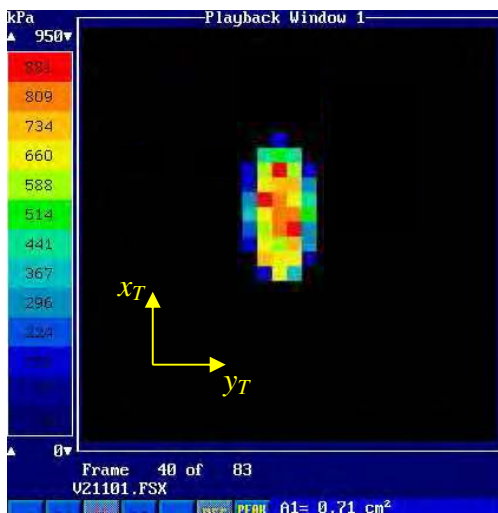 kPa
Playback Window 1
▲ 950▼
881
809
734
660
588
514
441
367
296
224
x_T
y_T
▲ 0▼
Frame 40 of 83
V21101.FSX
PEAK A1= 0.71 cm²